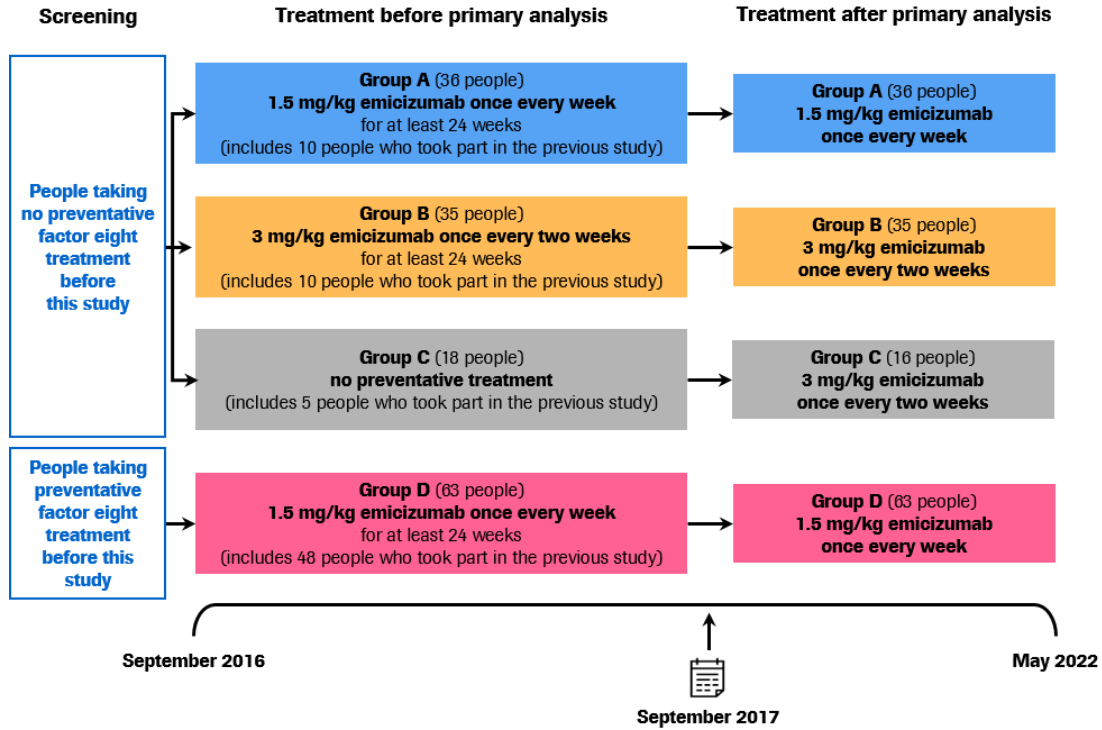 Screening
Treatment before primary analysis
Treatment after primary analysis
People taking
no preventative
factor eight
treatment
before
this study
Group A (36 people)
1.5 mg/kg emicizumab once every week
for at least 24 weeks
(includes 10 people who took part in the previous study)
Group A (36 people)
1.5 mg/kg emicizumab
once every week
Group B (35 people)
3 mg/kg emicizumab once every two weeks
for at least 24 weeks
(includes 10 people who took part in the previous study)
Group B (35 people)
3 mg/kg emicizumab
once every two weeks
Group C (18 people)
no preventative treatment
(includes 5 people who took part in the previous study)
Group C (16 people)
3 mg/kg emicizumab
once every two weeks
People taking
preventative
factor eight
treatment
before this
study
Group D (63 people)
1.5 mg/kg emicizumab once every week
for at least 24 weeks
(includes 48 people who took part in the previous study)
Group D (63 people)
1.5 mg/kg emicizumab
once every week
September 2016
May 2022
September 2017